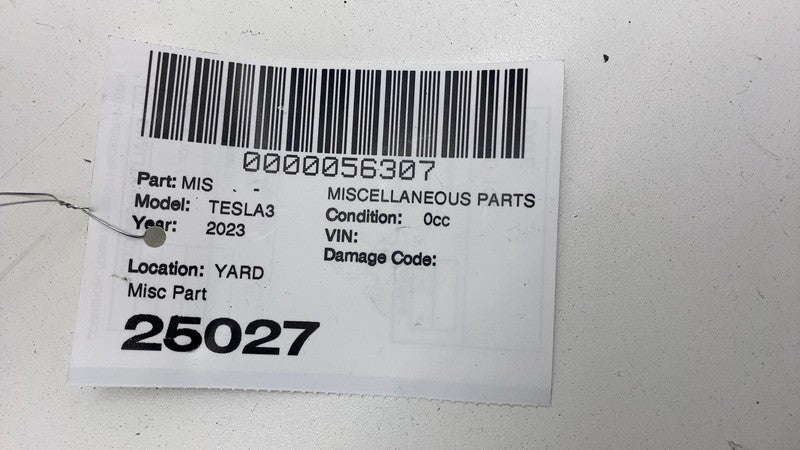 0000056307
Part: MIS - -
MISCELLANEOUS PARTS
Model: TESLA3
Condition: 0cc
Year: 2023
VIN:
Damage Code:
Location: YARD
Misc Part
25027